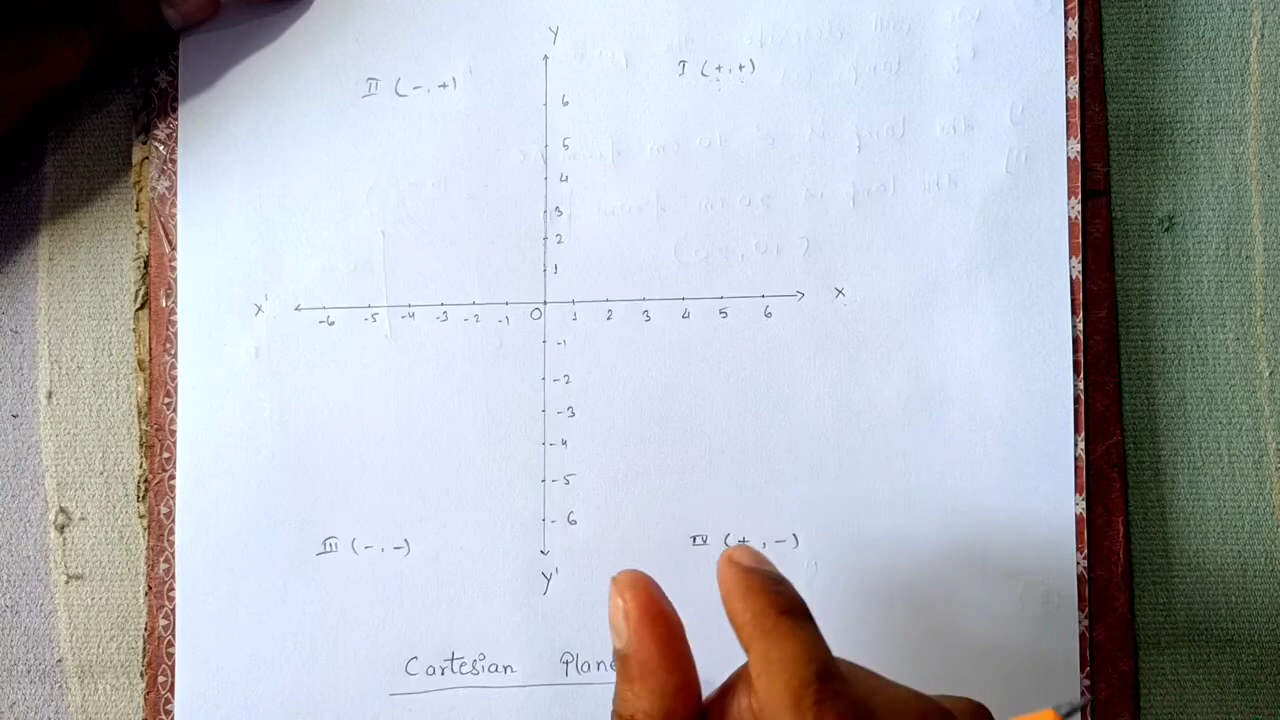 Y
I (+,+)
II (-,+)
6
5
4
3
2
1
X' X
-6 -5 -4 -3 -2 -1 0 1 2 3 4 5 6
-1
-2
-3
-4
-5
-6
III (-,-) IV (+,-)
Y'
Cartesian Plane